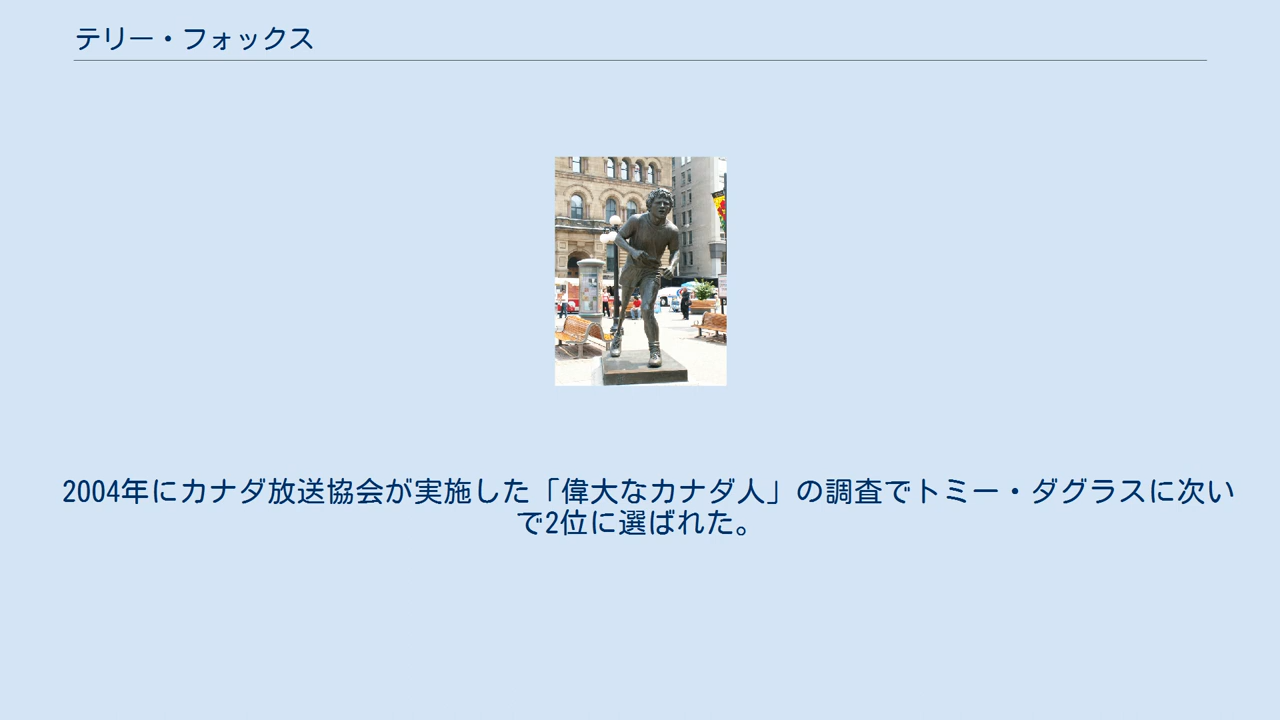 テリー・フォックス
2004年にカナダ放送協会が実施した「偉大なカナダ人」の調査でトミー・ダグラスに次い
で2位に選ばれた。